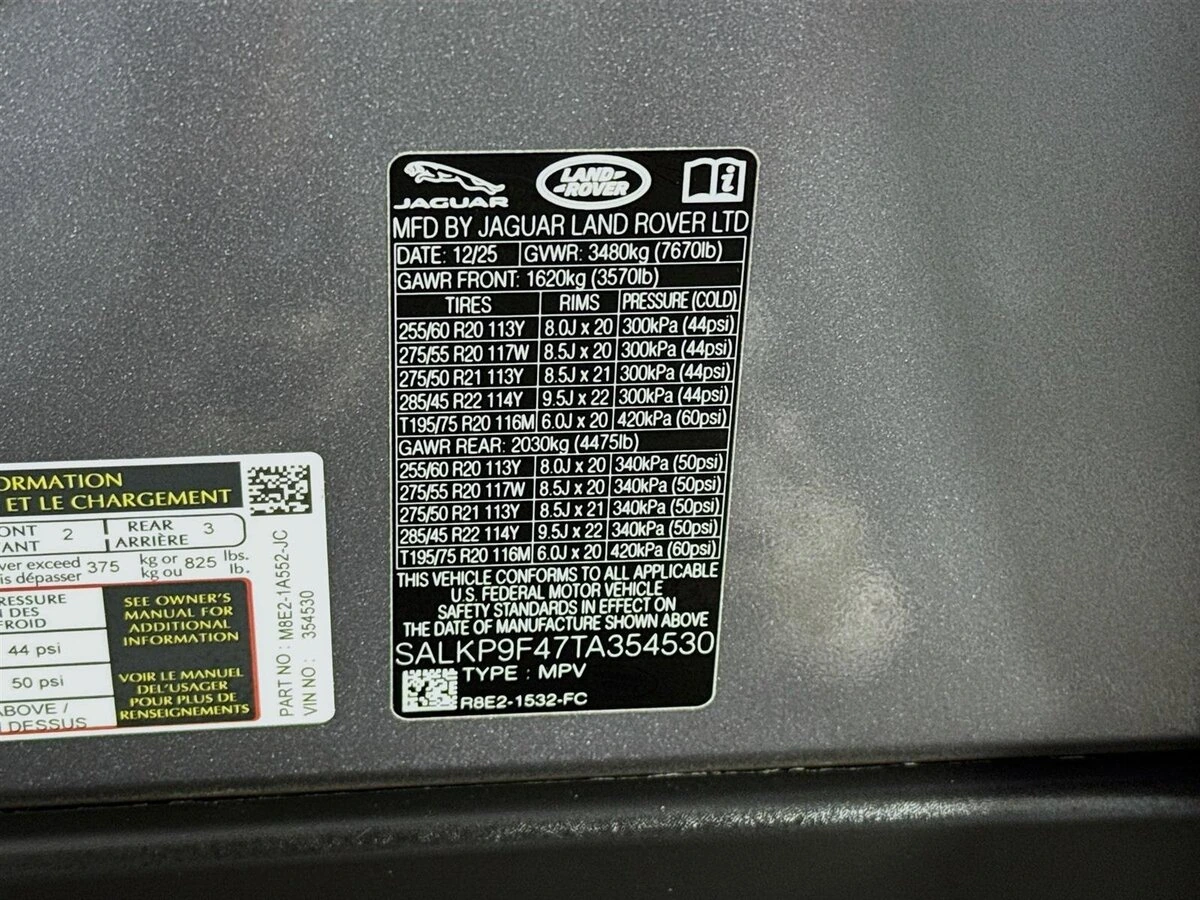 JAGUAR
LAND-
-ROVER
i
MFD BY JAGUAR LAND ROVER LTD
DATE: 12/25 GVWR: 3480kg (7670lb)
GAWR FRONT: 1620kg (3570lb)
TIRES RIMS PRESSURE (COLD)
255/60 R20 113Y 8.0J x 20 300kPa (44psi)
275/55 R20 117W 8.5J x 20 300kPa (44psi)
275/50 R21 113Y 8.5J x 21 300kPa (44psi)
285/45 R22 114Y 9.5J x 22 300kPa (44psi)
T195/75 R20 116M 6.0J x 20 420kPa (60psi)
GAWR REAR: 2030kg (4475lb)
255/60 R20 113Y 8.0J x 20 340kPa (50psi)
275/55 R20 117W 8.5J x 20 340kPa (50psi)
275/50 R21 113Y 8.5J x 21 340kPa (50psi)
285/45 R22 114Y 9.5J x 22 340kPa (50psi)
T195/75 R20 116M 6.0J x 20 420kPa (60psi)
THIS VEHICLE CONFORMS TO ALL APPLICABLE
U.S. FEDERAL MOTOR VEHICLE
SAFETY STANDARDS IN EFFECT ON
THE DATE OF MANUFACTURE SHOWN ABOVE
SALKP9F47TA354530
TYPE : MPV
R8E2-1532-FC
ORMATION
ET LE CHARGEMENT
ONT 2 REAR 3
ANT ARRIÈRE
ver exceed 375 kg or 825 lbs.
is dépasser kg ou lb.
RESSURE
N DES
FROID
44 psi
50 psi
ABOVE /
DESSUS
SEE OWNER'S
MANUAL FOR
ADDITIONAL
INFORMATION
VOIR LE MANUEL
DEL'USAGER
POUR PLUS DE
RENSEIGNEMENTS
PART NO : M8E2-1A552-JC
VIN NO : 354530